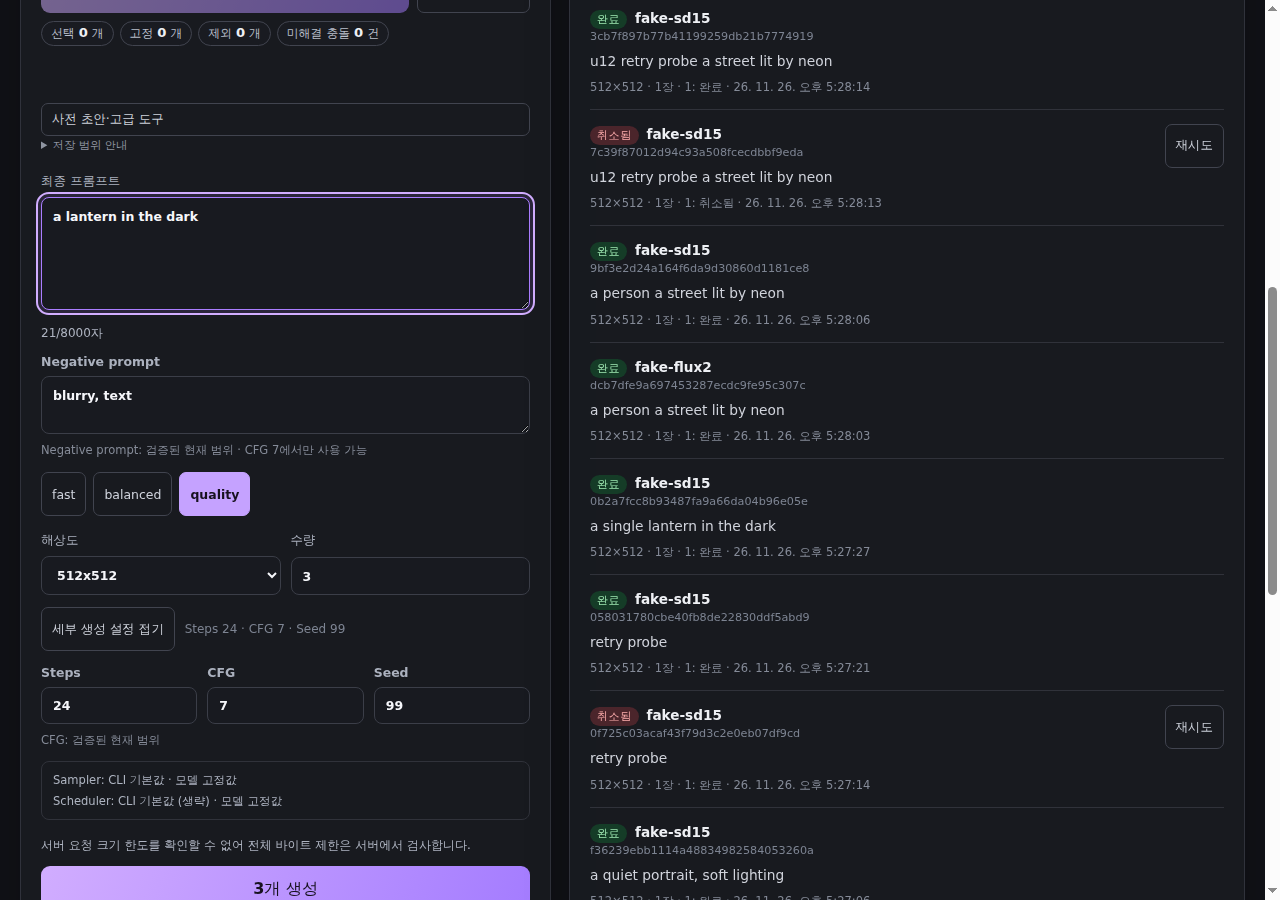 선택 0 개
고정 0 개
제외 0 개
미해결 충돌 0 건
사전 초안·고급 도구
▶ 저장 범위 안내
최종 프롬프트
a lantern in the dark
21/8000자
Negative prompt
blurry, text
Negative prompt: 검증된 현재 범위 · CFG 7에서만 사용 가능
fast
balanced
quality
해상도
수량
512x512
3
세부 생성 설정 접기
Steps 24 · CFG 7 · Seed 99
Steps
CFG
Seed
24
7
99
CFG: 검증된 현재 범위
Sampler: CLI 기본값 · 모델 고정값
Scheduler: CLI 기본값 (생략) · 모델 고정값
서버 요청 크기 한도를 확인할 수 없어 전체 바이트 제한은 서버에서 검사합니다.
3개 생성
완료 fake-sd15
3cb7f897b77b41199259db21b7774919
u12 retry probe a street lit by neon
512×512 · 1장 · 1: 완료 · 26. 11. 26. 오후 5:28:14
취소됨 fake-sd15
7c39f87012d94c93a508fcecdbbf9eda
u12 retry probe a street lit by neon
512×512 · 1장 · 1: 취소됨 · 26. 11. 26. 오후 5:28:13
재시도
완료 fake-sd15
9bf3e2d24a164f6da9d30860d1181ce8
a person a street lit by neon
512×512 · 1장 · 1: 완료 · 26. 11. 26. 오후 5:28:06
완료 fake-flux2
dcb7dfe9a697453287ecdc9fe95c307c
a person a street lit by neon
512×512 · 1장 · 1: 완료 · 26. 11. 26. 오후 5:28:03
완료 fake-sd15
0b2a7fcc8b93487fa9a66da04b96e05e
a single lantern in the dark
512×512 · 1장 · 1: 완료 · 26. 11. 26. 오후 5:27:27
완료 fake-sd15
058031780cbe40fb8de22830ddf5abd9
retry probe
512×512 · 1장 · 1: 완료 · 26. 11. 26. 오후 5:27:21
취소됨 fake-sd15
0f725c03acaf43f79d3c2e0eb07df9cd
retry probe
512×512 · 1장 · 1: 완료 · 26. 11. 26. 오후 5:27:14
재시도
완료 fake-sd15
f36239ebb1114a48834982584053260a
a quiet portrait, soft lighting
512×512 · 1장 · 1: 완료 · 26. 11. 26. 오후 5:27:06